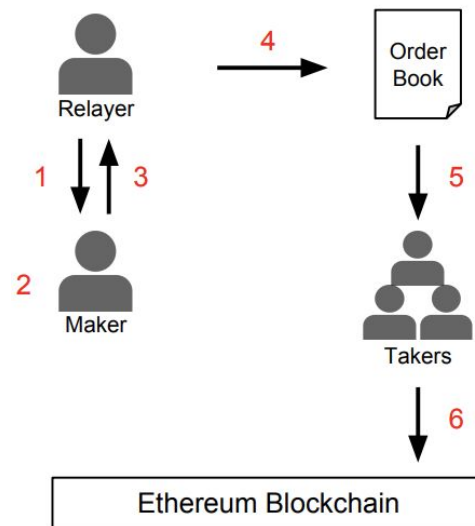 4
Order
Book
Relayer
1
3
5
2
Maker
Takers
6
Ethereum Blockchain